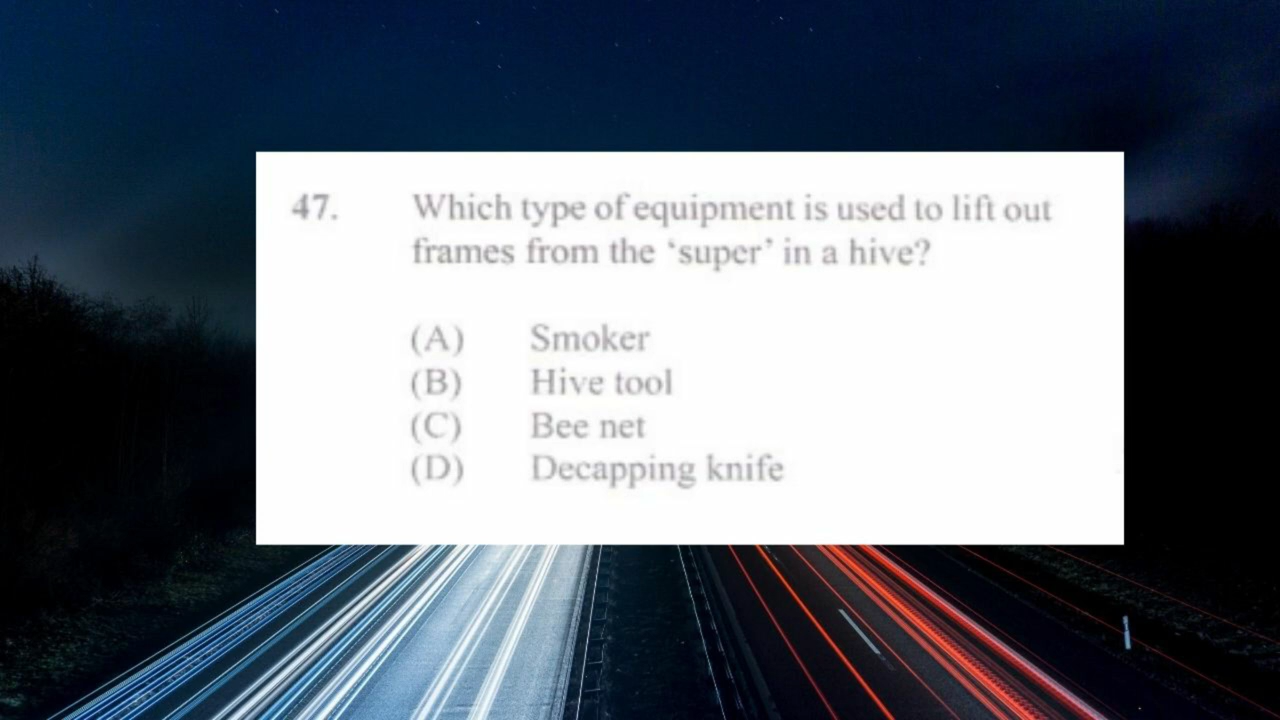 47. Which type of equipment is used to lift out
frames from the ‘super’ in a hive?
(A) Smoker
(B) Hive tool
(C) Bee net
(D) Decapping knife